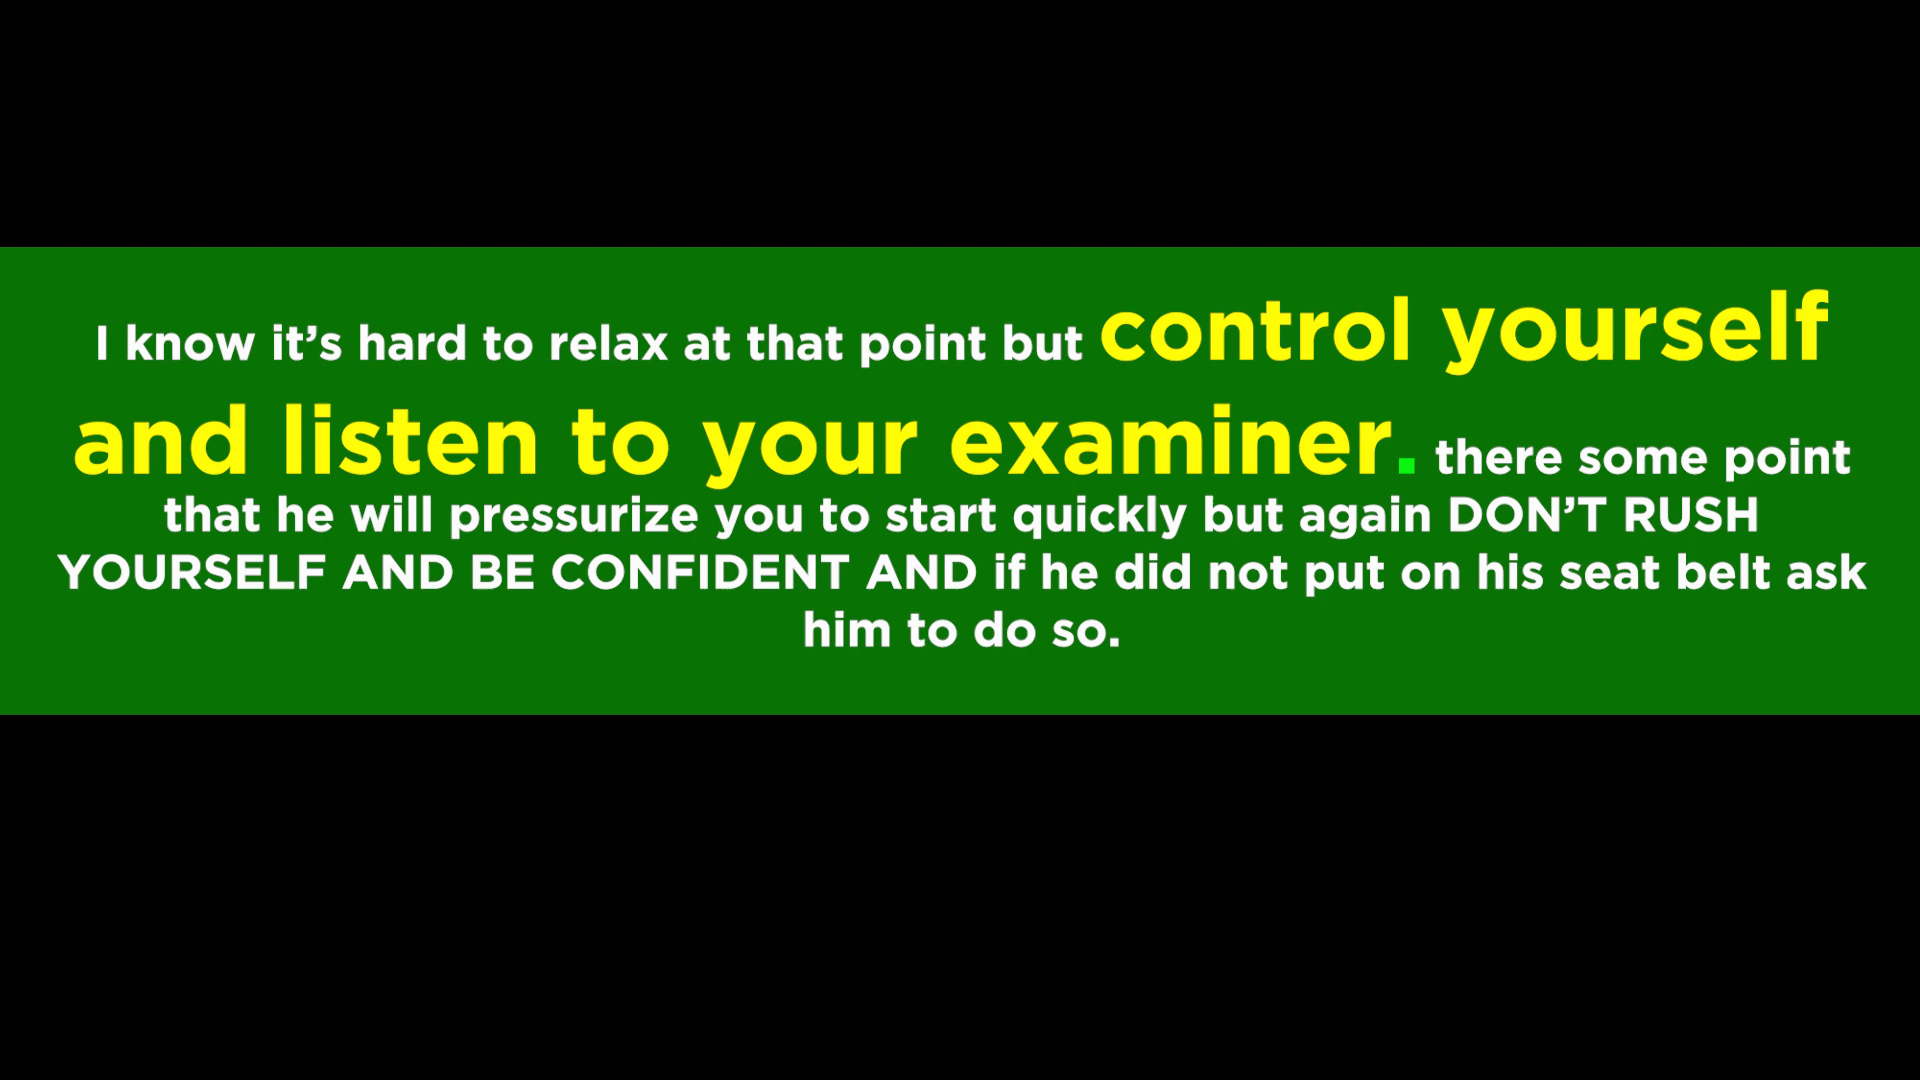 I know it’s hard to relax at that point but control yourself
and listen to your examiner. there some point
that he will pressurize you to start quickly but again DON’T RUSH
YOURSELF AND BE CONFIDENT AND if he did not put on his seat belt ask
him to do so.